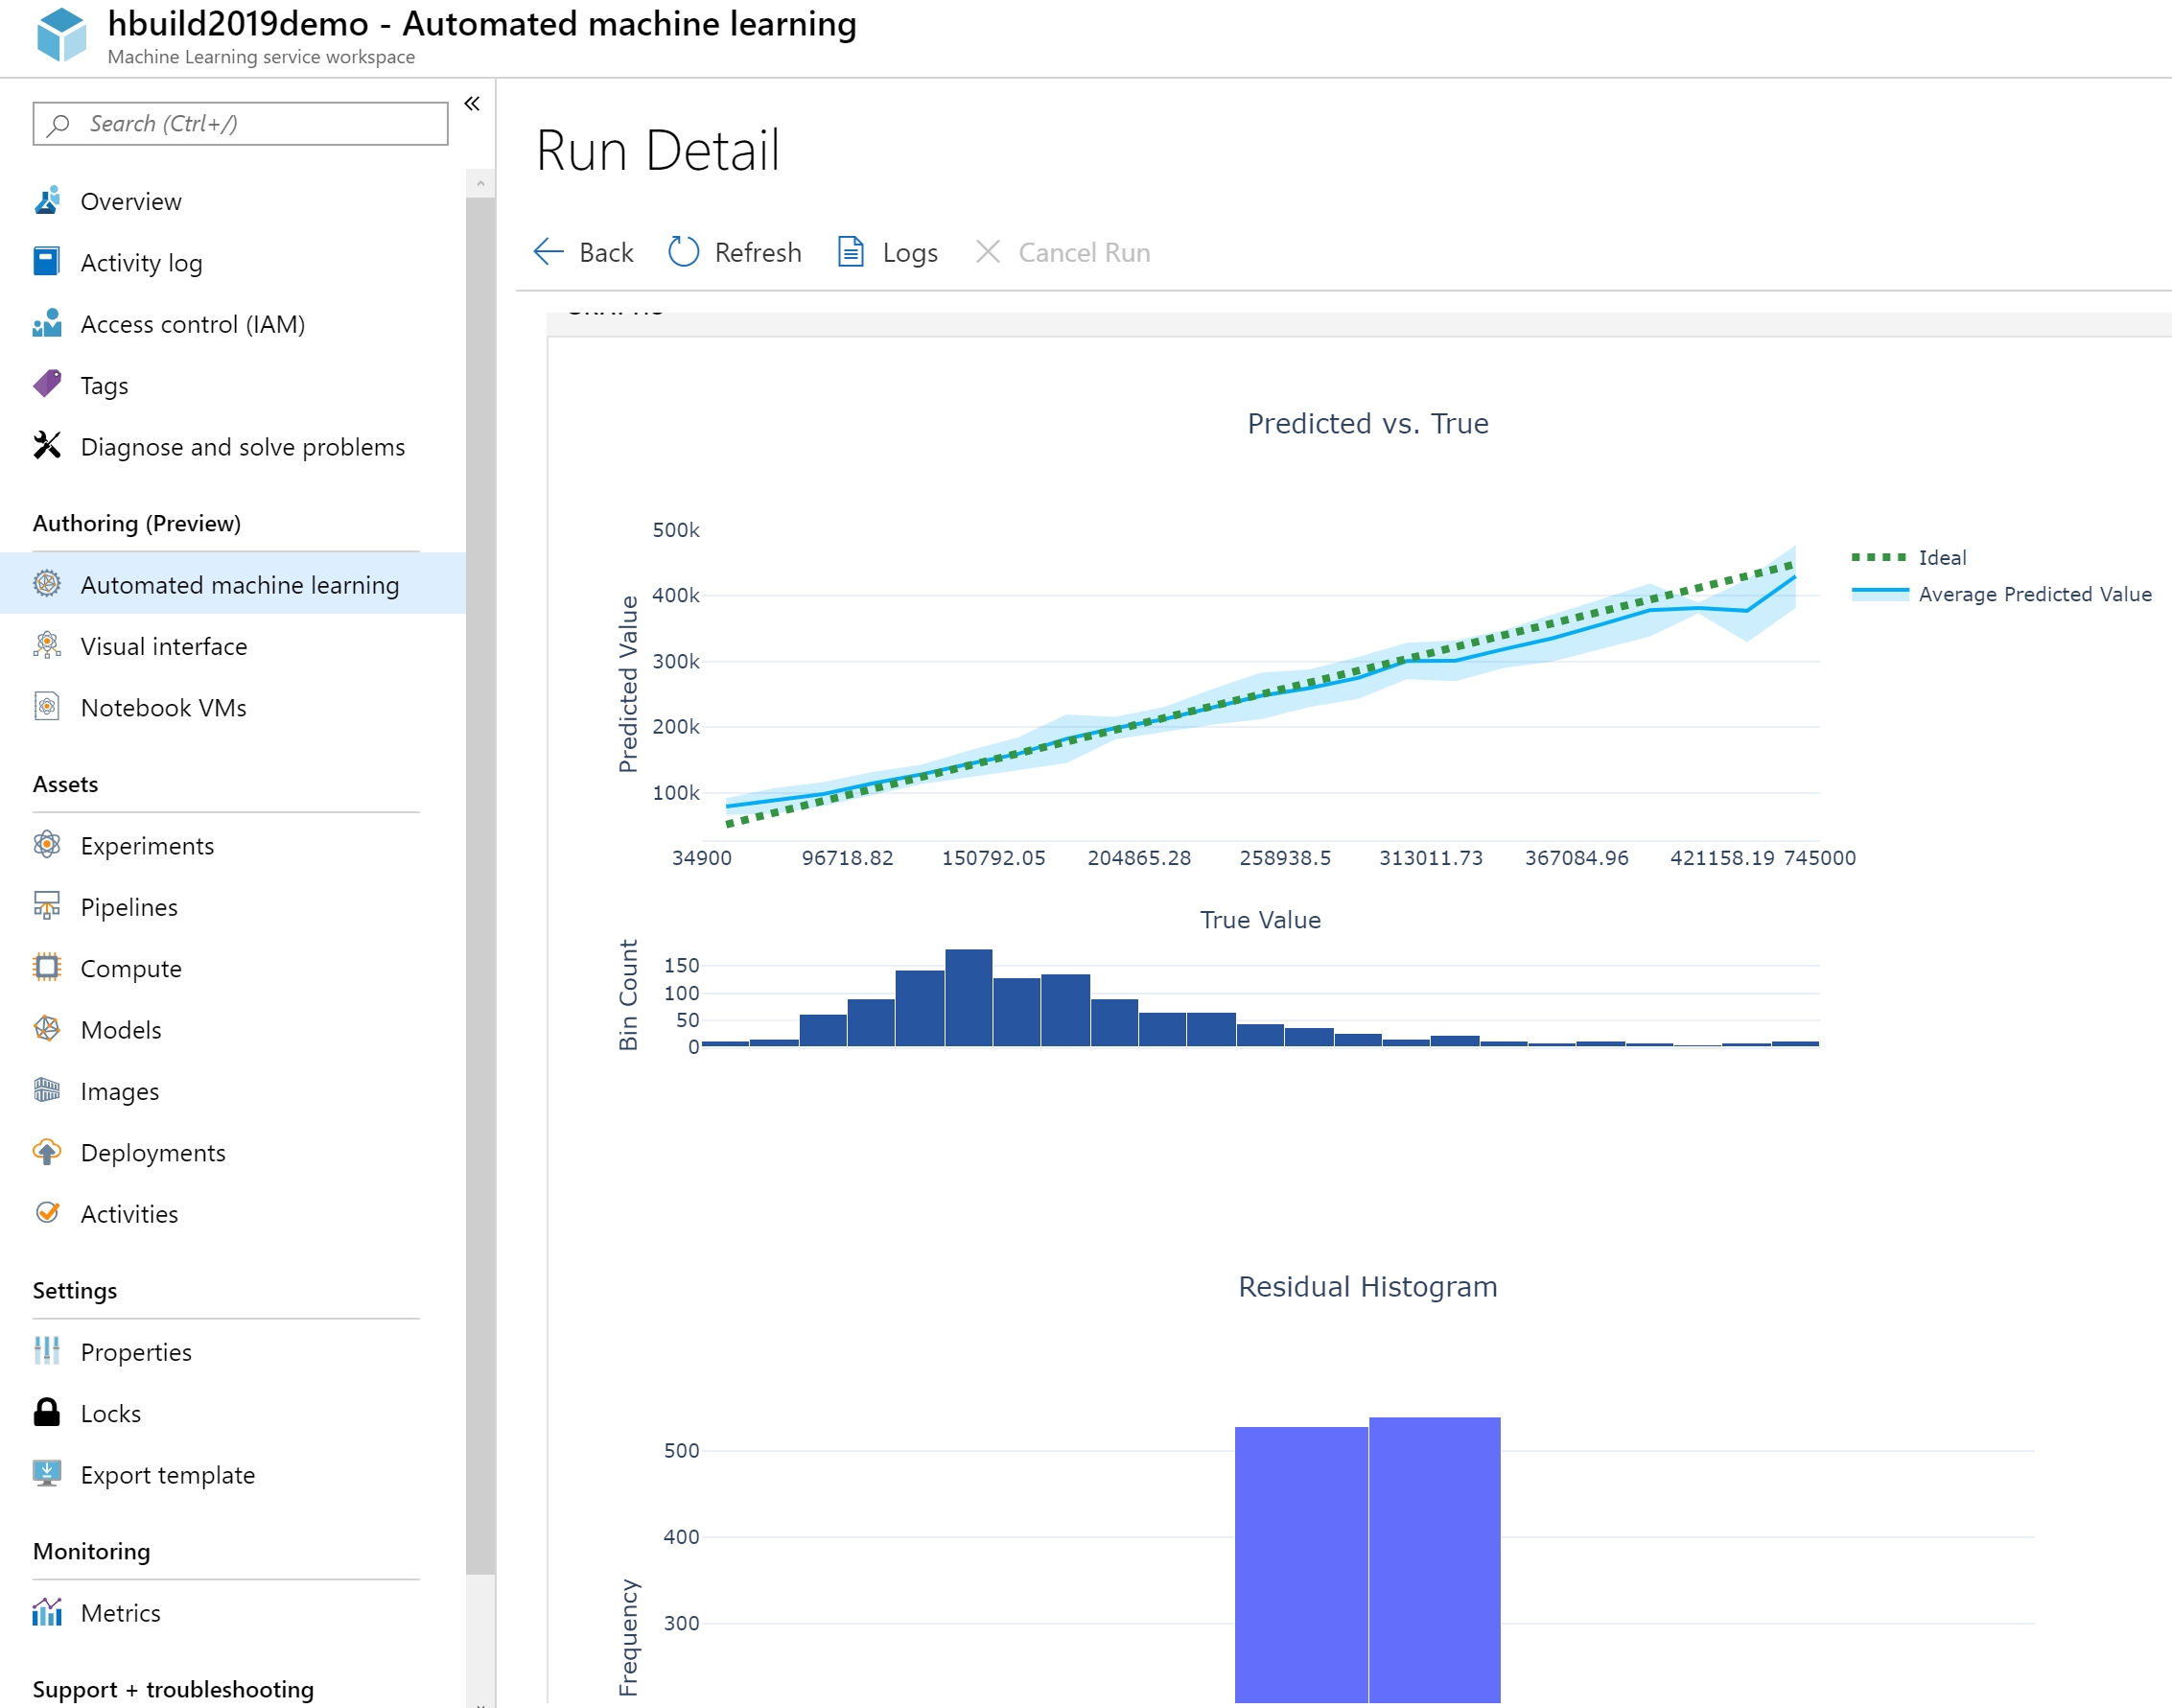 hbuild2019demo - Automated machine learning
Machine Learning service workspace
Search (Ctrl+/)
Overview
Activity log
Access control (IAM)
Tags
Diagnose and solve problems
Authoring (Preview)
Automated machine learning
Visual interface
Notebook VMs
Assets
Experiments
Pipelines
Compute
Models
Images
Deployments
Activities
Settings
Properties
Locks
Export template
Monitoring
Metrics
Support + troubleshooting
Run Detail
Back Refresh Logs Cancel Run
Predicted vs. True
500k
400k
300k
200k
100k
Predicted Value
Ideal
Average Predicted Value
34900 96718.82 150792.05 204865.28 258938.5 313011.73 367084.96 421158.19 745000
True Value
150
100
50
0
Bin Count
Residual Histogram
500
400
300
Frequency